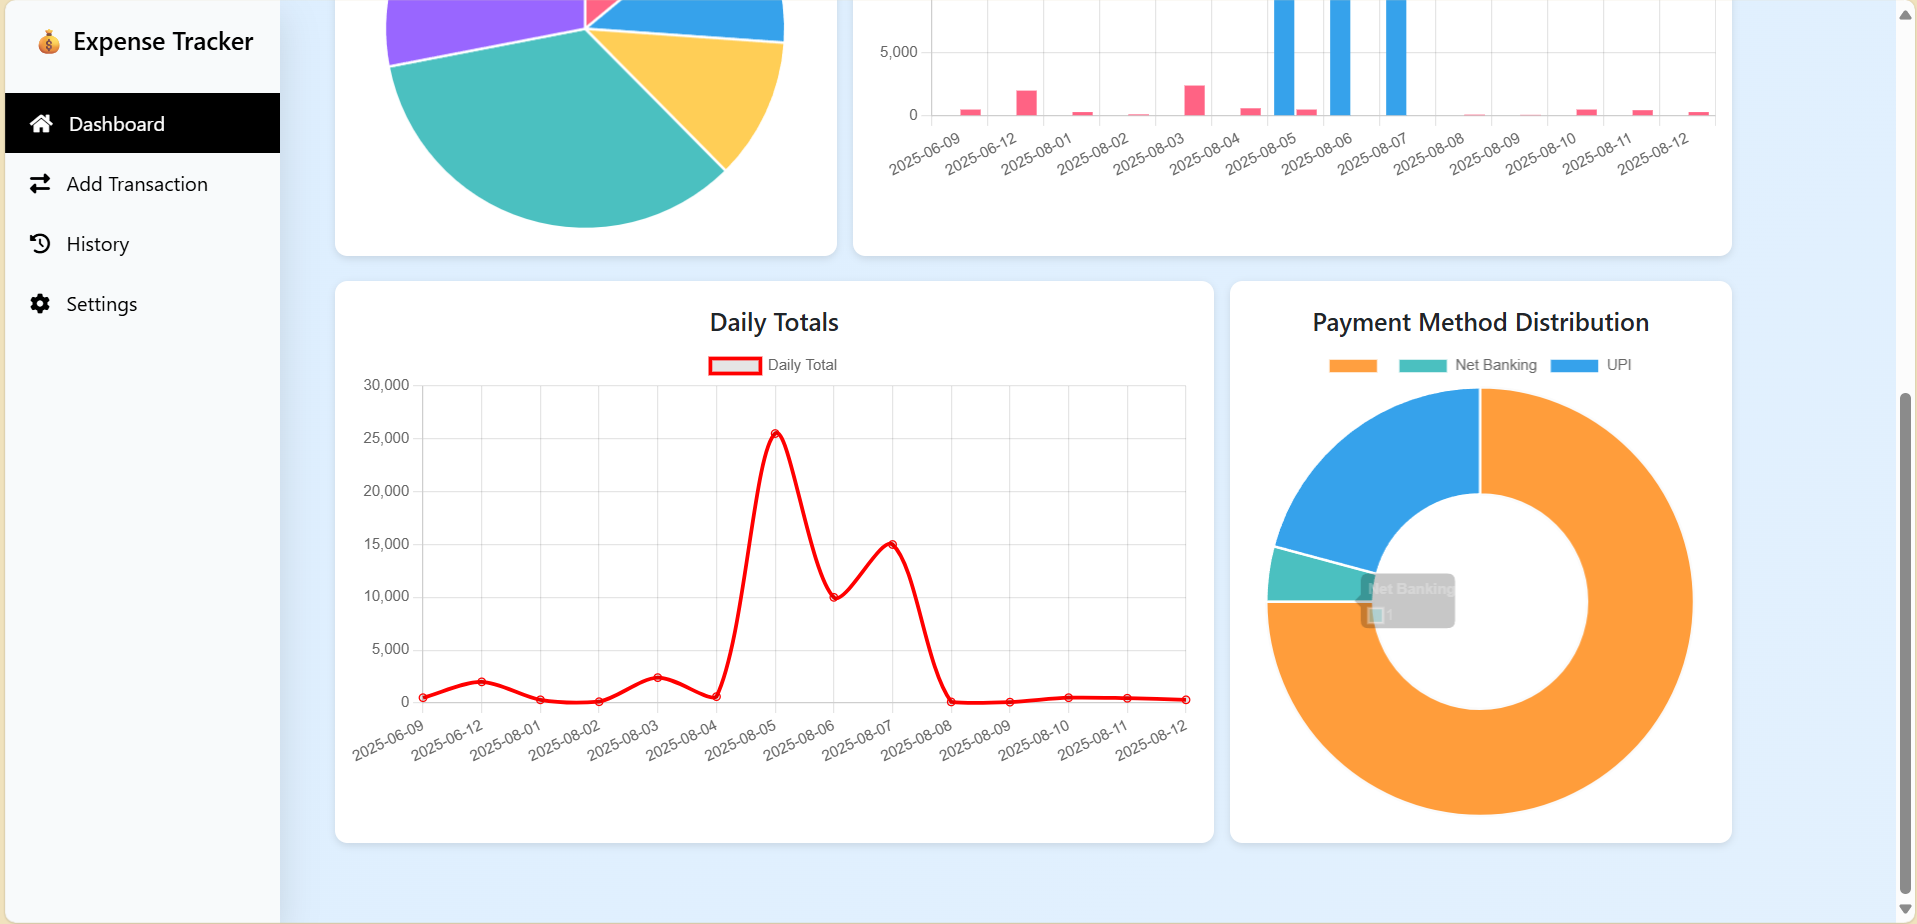 Expense Tracker
Dashboard
Add Transaction
History
Settings
5,000
0
2025-06-09 2025-06-12 2025-08-01 2025-08-02 2025-08-03 2025-08-04 2025-08-05 2025-08-06 2025-08-07 2025-08-08 2025-08-09 2025-08-10 2025-08-11 2025-08-12
Daily Totals
Daily Total
30,000
25,000
20,000
15,000
10,000
5,000
0
2025-06-09 2025-06-12 2025-08-01 2025-08-02 2025-08-03 2025-08-04 2025-08-05 2025-08-06 2025-08-07 2025-08-08 2025-08-09 2025-08-10 2025-08-11 2025-08-12
Payment Method Distribution
Net Banking UPI
Net Banking
1